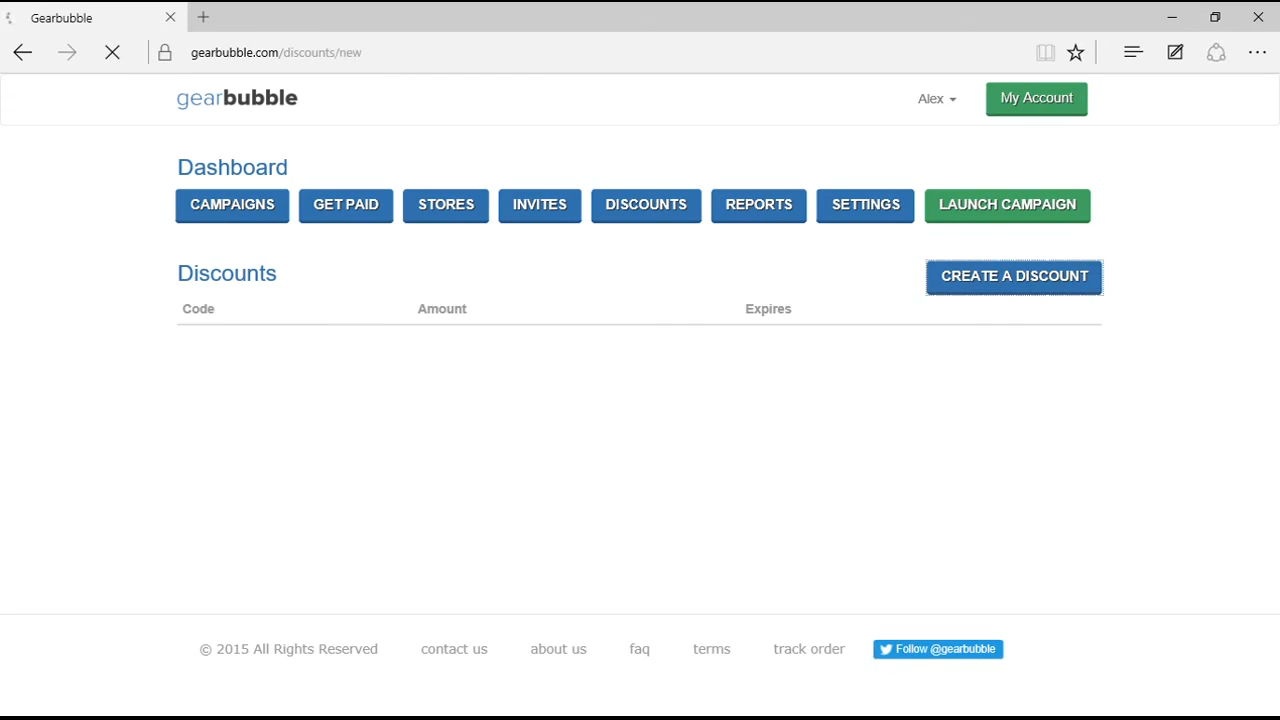 Gearbubble
gearbubble.com/discounts/new
gearbubble
Alex
My Account
Dashboard
CAMPAIGNS GET PAID STORES INVITES DISCOUNTS REPORTS SETTINGS LAUNCH CAMPAIGN
Discounts
CREATE A DISCOUNT
Code Amount Expires
© 2015 All Rights Reserved contact us about us faq terms track order Follow @gearbubble